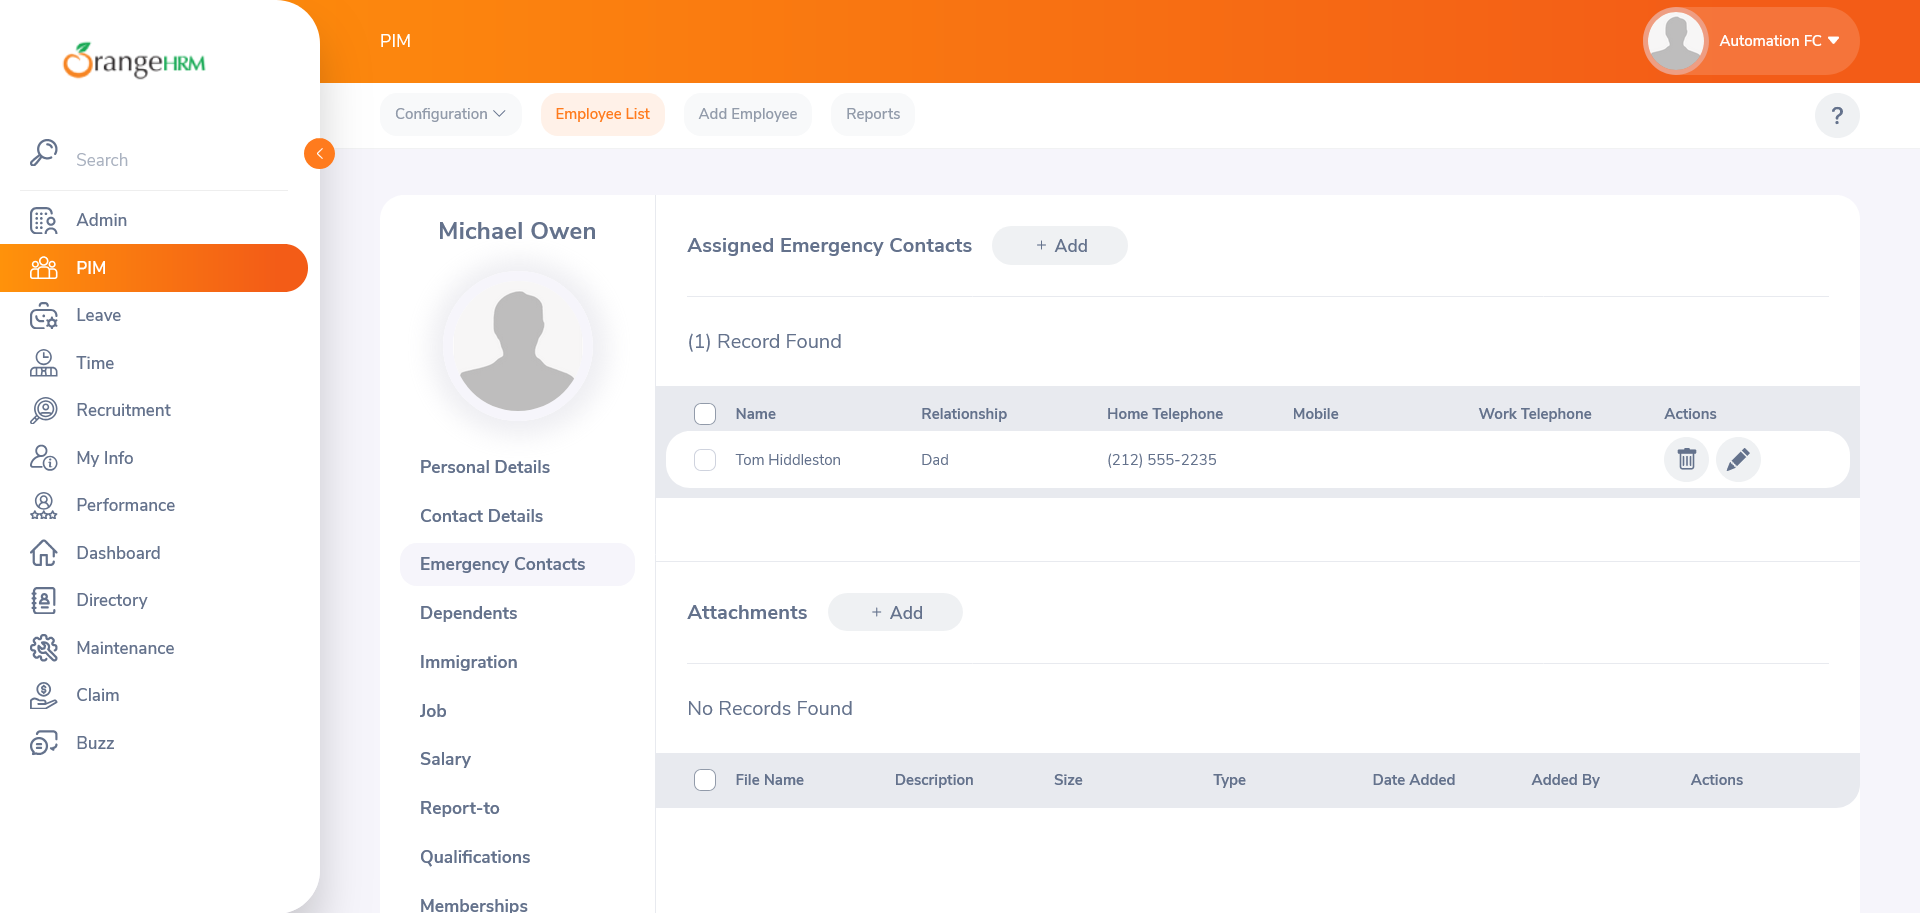 OrangeHRM
PIM
Automation FC
Configuration
Employee List
Add Employee
Reports
?
Search
Admin
PIM
Leave
Time
Recruitment
My Info
Performance
Dashboard
Directory
Maintenance
Claim
Buzz
Michael Owen
Personal Details
Contact Details
Emergency Contacts
Dependents
Immigration
Job
Salary
Report-to
Qualifications
Memberships
Assigned Emergency Contacts
+ Add
(1) Record Found
Name Relationship Home Telephone Mobile Work Telephone Actions
Tom Hiddleston Dad (212) 555-2235
Attachments
+ Add
No Records Found
File Name Description Size Type Date Added Added By Actions